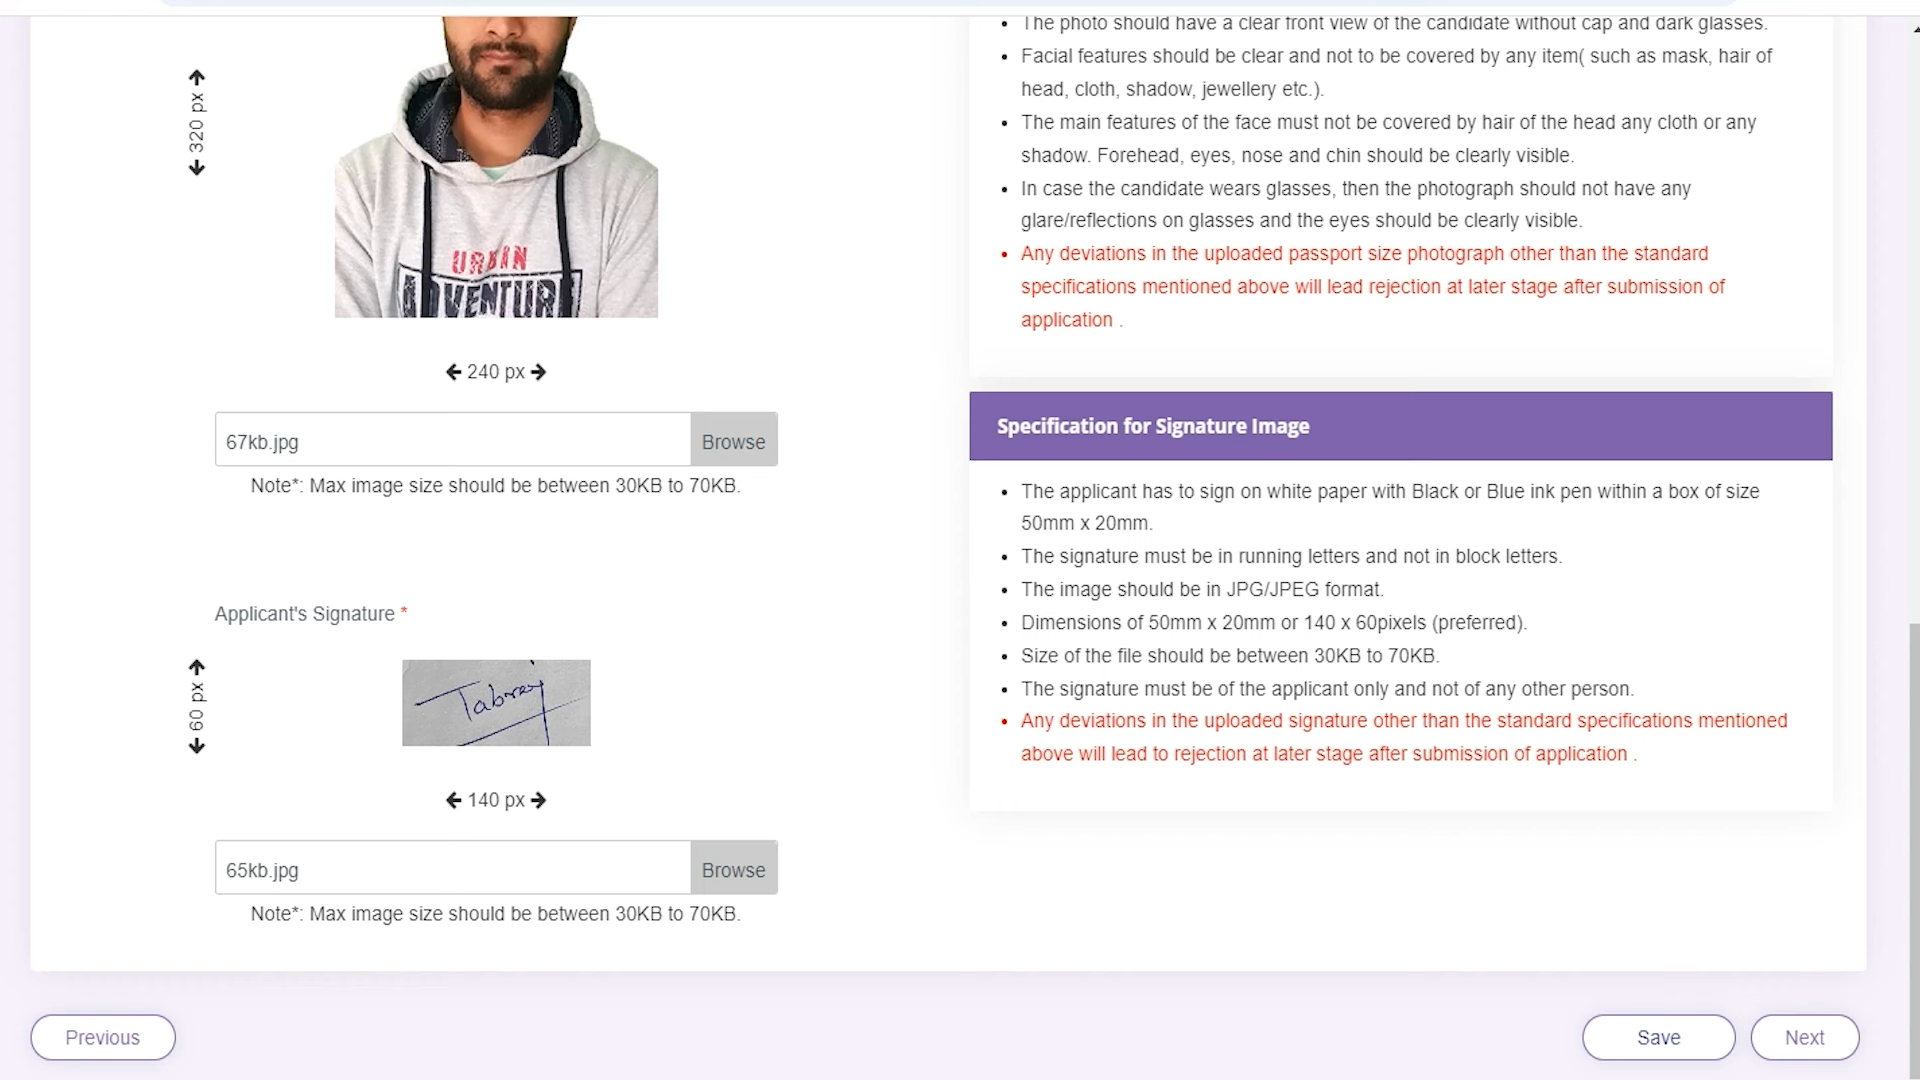 The photo should have a clear front view of the candidate without cap and dark glasses.
Facial features should be clear and not to be covered by any item( such as mask, hair of
head, cloth, shadow, jewellery etc.).
The main features of the face must not be covered by hair of the head any cloth or any
shadow. Forehead, eyes, nose and chin should be clearly visible.
In case the candidate wears glasses, then the photograph should not have any
glare/reflections on glasses and the eyes should be clearly visible.
Any deviations in the uploaded passport size photograph other than the standard
specifications mentioned above will lead rejection at later stage after submission of
application .
320 px
URBAN
ADVENTUR
240 px
67kb.jpg
Browse
Note*: Max image size should be between 30KB to 70KB.
Specification for Signature Image
The applicant has to sign on white paper with Black or Blue ink pen within a box of size
50mm x 20mm.
The signature must be in running letters and not in block letters.
The image should be in JPG/JPEG format.
Dimensions of 50mm x 20mm or 140 x 60pixels (preferred).
Size of the file should be between 30KB to 70KB.
The signature must be of the applicant only and not of any other person.
Any deviations in the uploaded signature other than the standard specifications mentioned
above will lead to rejection at later stage after submission of application .
Applicant's Signature *
60 px
140 px
65kb.jpg
Browse
Note*: Max image size should be between 30KB to 70KB.
Previous
Save
Next